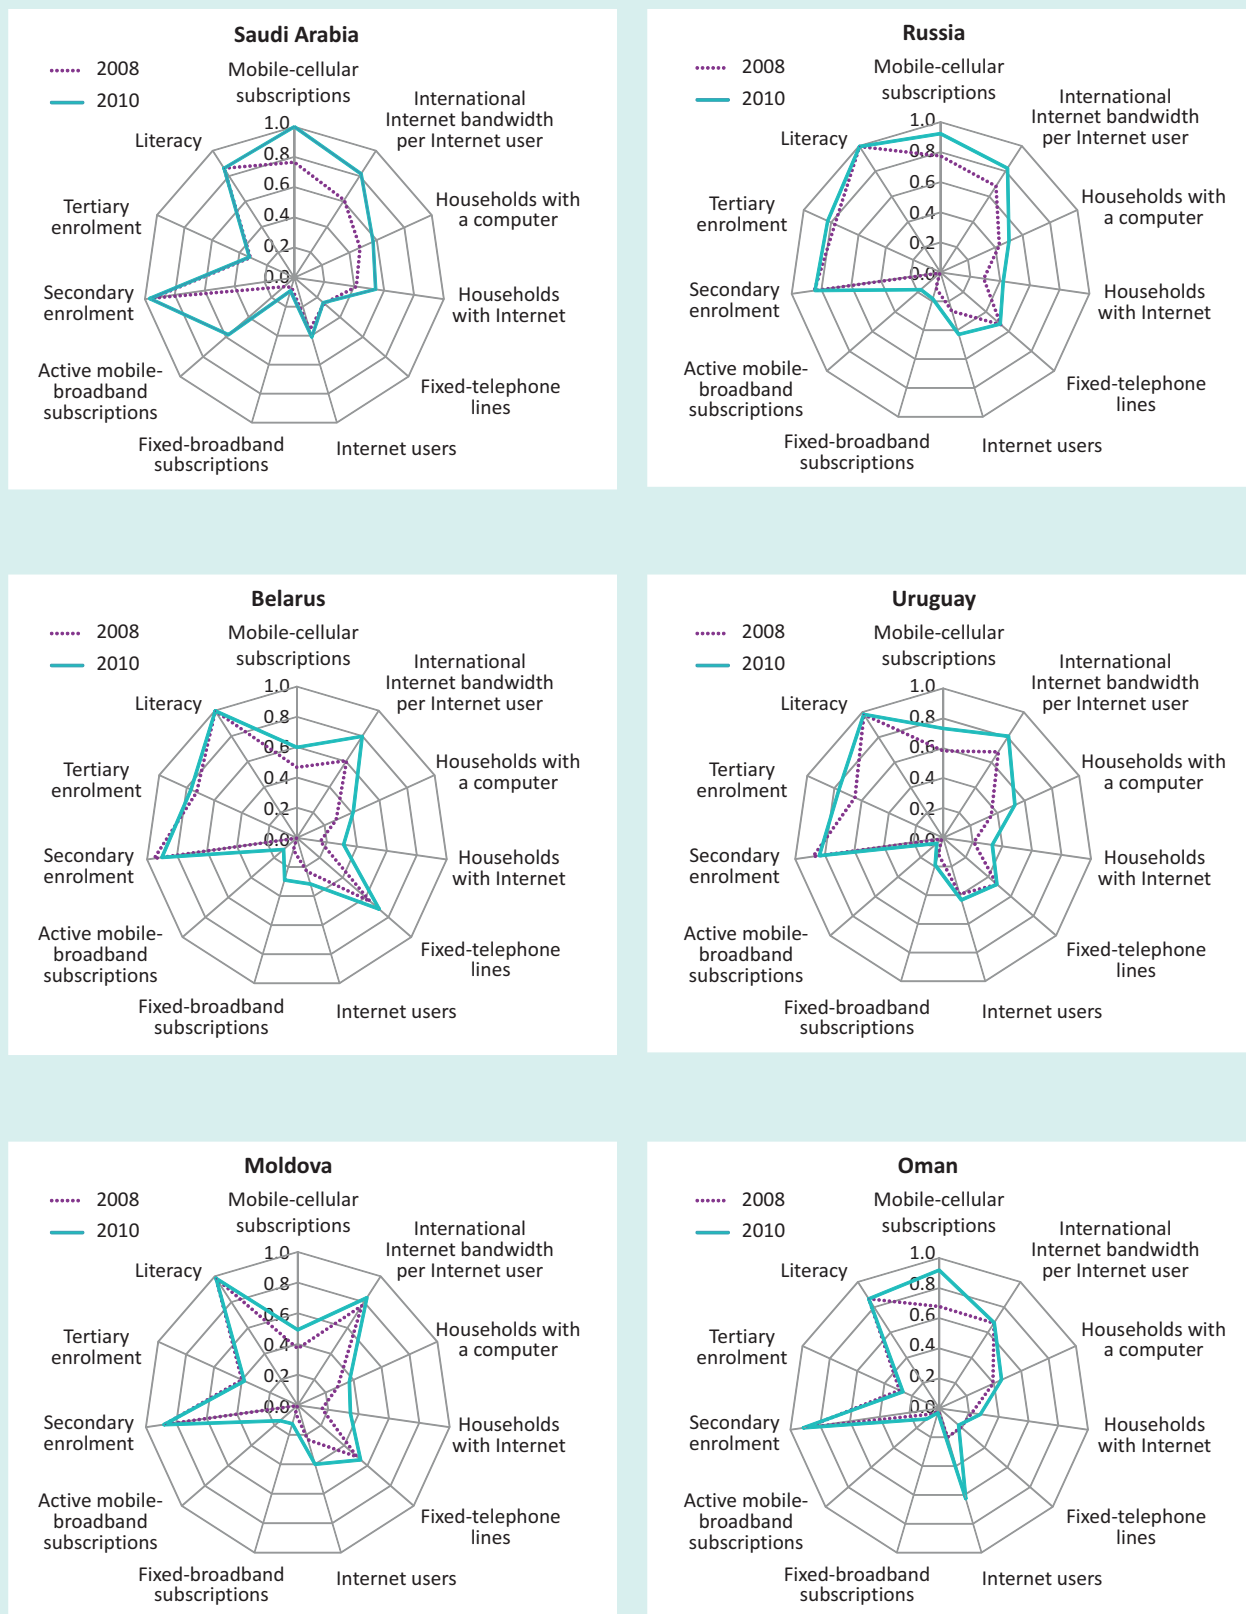 Saudi Arabia
2008
2010
Mobile-cellular
subscriptions
International
Internet bandwidth
per Internet user
Households with
a computer
Households
with Internet
Fixed-telephone
lines
Internet users
Fixed-broadband
subscriptions
Active mobile-
broadband
subscriptions
Secondary
enrolment
Tertiary
enrolment
Literacy
1.0
0.8
0.6
0.4
0.2
0.0
Russia
2008
2010
Mobile-cellular
subscriptions
International
Internet bandwidth
per Internet user
Households with
a computer
Households
with Internet
Fixed-telephone
lines
Internet users
Fixed-broadband
subscriptions
Active mobile-
broadband
subscriptions
Secondary
enrolment
Tertiary
enrolment
Literacy
1.0
0.8
0.6
0.4
0.2
0.0
Belarus
2008
2010
Mobile-cellular
subscriptions
International
Internet bandwidth
per Internet user
Households with
a computer
Households
with Internet
Fixed-telephone
lines
Internet users
Fixed-broadband
subscriptions
Active mobile-
broadband
subscriptions
Secondary
enrolment
Tertiary
enrolment
Literacy
1.0
0.8
0.6
0.4
0.2
0.0
Uruguay
2008
2010
Mobile-cellular
subscriptions
International
Internet bandwidth
per Internet user
Households with
a computer
Households
with Internet
Fixed-telephone
lines
Internet users
Fixed-broadband
subscriptions
Active mobile-
broadband
subscriptions
Secondary
enrolment
Tertiary
enrolment
Literacy
1.0
0.8
0.6
0.4
0.2
0.0
Moldova
2008
2010
Mobile-cellular
subscriptions
International
Internet bandwidth
per Internet user
Households with
a computer
Households
with Internet
Fixed-telephone
lines
Internet users
Fixed-broadband
subscriptions
Active mobile-
broadband
subscriptions
Secondary
enrolment
Tertiary
enrolment
Literacy
1.0
0.8
0.6
0.4
0.2
0.0
Oman
2008
2010
Mobile-cellular
subscriptions
International
Internet bandwidth
per Internet user
Households with
a computer
Households
with Internet
Fixed-telephone
lines
Internet users
Fixed-broadband
subscriptions
Active mobile-
broadband
subscriptions
Secondary
enrolment
Tertiary
enrolment
Literacy
1.0
0.8
0.6
0.4
0.2
0.0